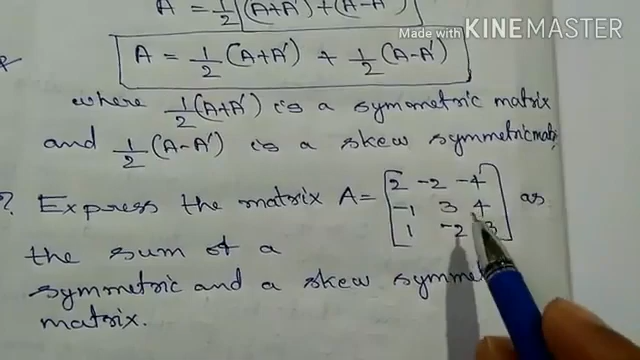 A = 1/2 [(A+A') + (A-A')]
Made with KINEMASTER
A = 1/2 (A+A') + 1/2 (A-A')
where 1/2 (A+A') is a symmetric matrix
and 1/2 (A-A') is a skew symmetric
? Express the matrix A = [2 -2 -4
-1 3 4
1 -2 -3] as
the sum of a
symmetric and a skew
matrix.